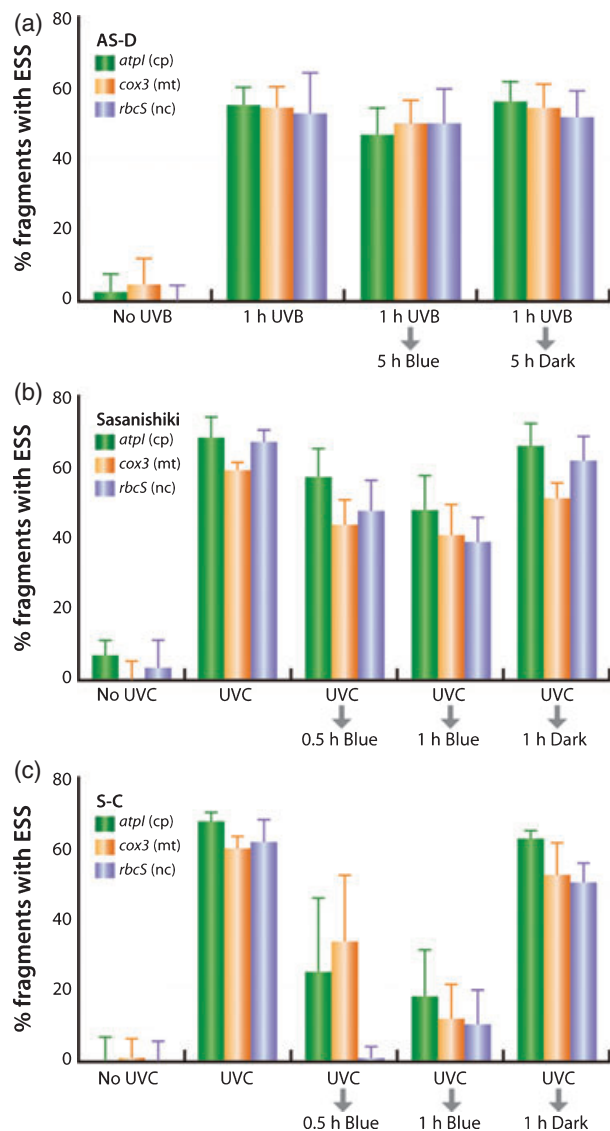 (a)
AS-D
atpI (cp)
cox3 (mt)
rbcS (nc)
% fragments with ESS
80
60
40
20
0
No UVB
1 h UVB
1 h UVB
1 h UVB
5 h Blue
5 h Dark
(b)
Sasanishiki
atpI (cp)
cox3 (mt)
rbcS (nc)
% fragments with ESS
80
60
40
20
0
No UVC
UVC
UVC
UVC
UVC
0.5 h Blue
1 h Blue
1 h Dark
(c)
S-C
atpI (cp)
cox3 (mt)
rbcS (nc)
% fragments with ESS
80
60
40
20
0
No UVC
UVC
UVC
UVC
UVC
0.5 h Blue
1 h Blue
1 h Dark